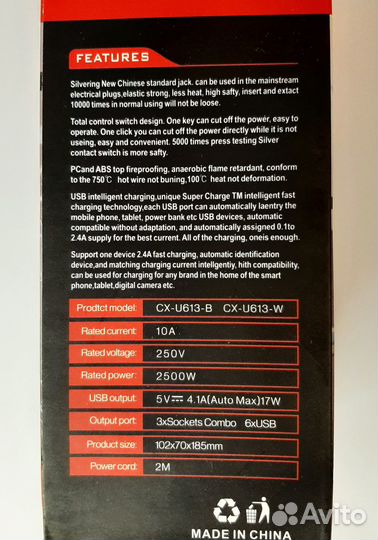 FEATURES
Silvering New Chinese standard jack. can be used in the mainstream
electrical plugs,elastic strong, less heat, high safty, insert and extact
10000 times in normal using will not be loose.
Total control switch design. One key can cut off the power, easy to
operate. One click you can cut off the power directly while it is not
useing, easy and convenient. 5000 times press testing Silver
contact switch is more safty.
PCand ABS top fireproofing, anaerobic flame retardant, conform
to the 750℃ hot wire not buning,100℃ heat not deformation.
USB intelligent charging,unique Super Charge TM intelligent fast
charging technology,each USB port can automatically laentry the
mobile phone, tablet, power bank etc USB devices, automatic
compatible without adaptation, and automatically assigned 0.1to
2.4A supply for the best current. All of the charging, oneis enough.
Support one device 2.4A fast charging, automatic identification
device,and matching charging current intellgently, hith compatibility,
can be used for charging for any brand in the home of the smart
phone,tablet,digital camera etc.
Prodtct model: CX-U613-B CX-U613-W
Rated current: 10A
Rated voltage: 250V
Rated power: 2500W
USB output: 5V⎓4.1A(Auto Max)17W
Output port: 3xSockets Combo 6xUSB
Product size: 102x70x185mm
Power cord: 2M
MADE IN CHINA
Avito